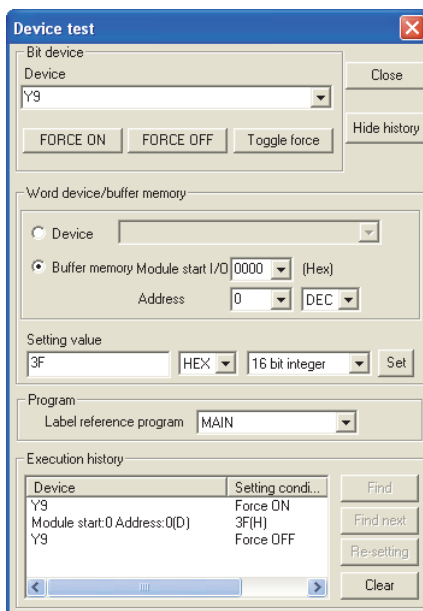 Device test
Bit device
Device
Y9
Close
FORCE ON FORCE OFF Toggle force
Hide history
Word device/buffer memory
Device
Buffer memory Module start I/O 0000 (Hex)
Address 0 DEC
Setting value
3F HEX 16 bit integer Set
Program
Label reference program MAIN
Execution history
Device Setting condi...
Y9 Force ON
Module start:0 Address:0(D) 3F(H)
Y9 Force OFF
Find
Find next
Re-setting
Clear